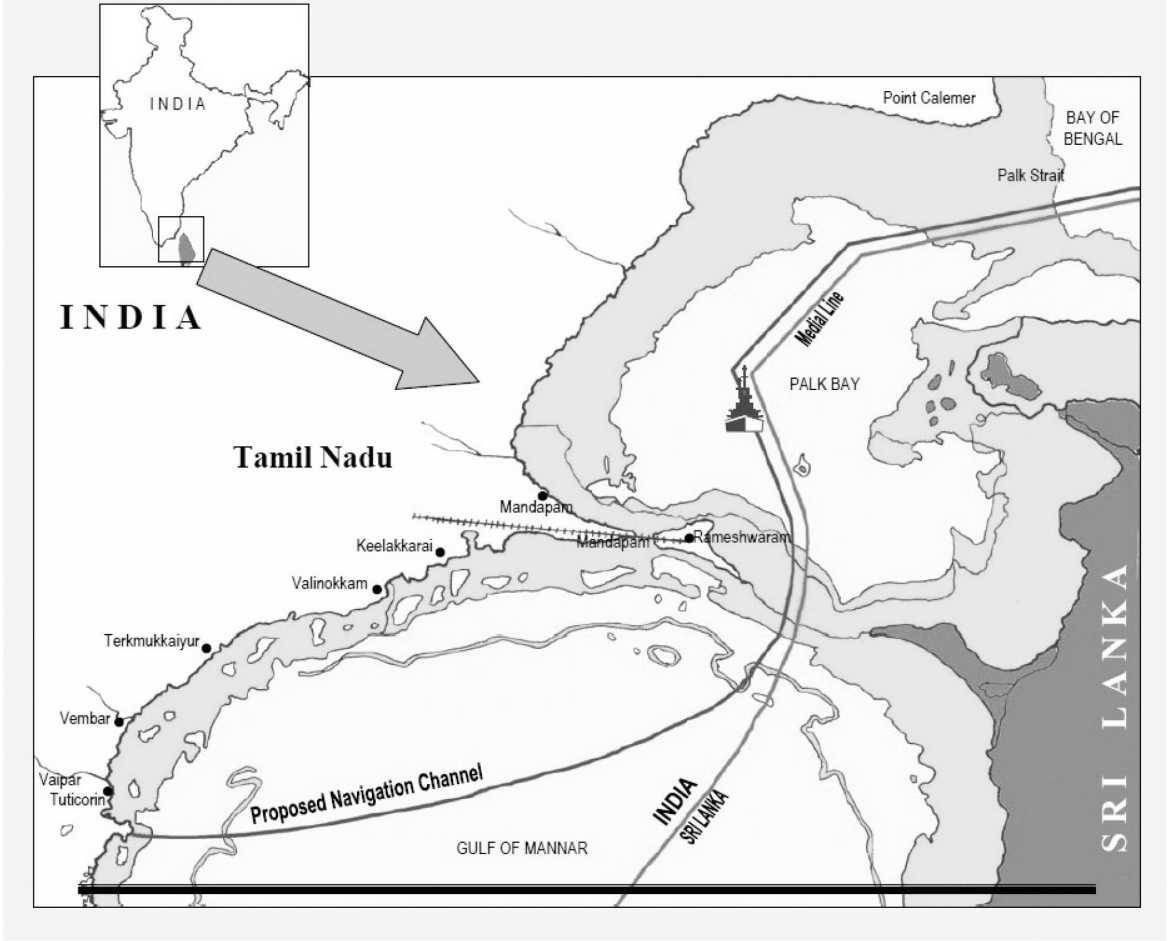 INDIA
Point Calemer
BAY OF
BENGAL
Palk Strait
INDIA
Medial Line
PALK BAY
Tamil Nadu
Mandapam
Keelakkarai
Mandapam
Rameshwaram
Valinokkam
Terkmukkaiyur
Vembar
Vaipar
Tuticorin
Proposed Navigation Channel
INDIA
SRI LANKA
GULF OF MANNAR
SRI LANKA